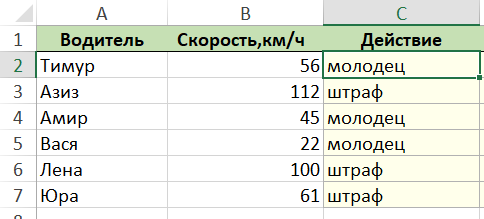 A B C
1 Водитель Скорость,км/ч Действие
2 Тимур 56 молодец
3 Азиз 112 штраф
4 Амир 45 молодец
5 Вася 22 молодец
6 Лена 100 штраф
7 Юра 61 штраф